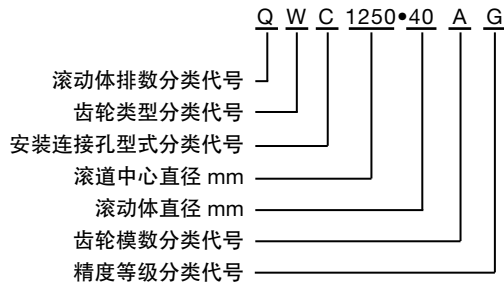 Q W C 1250•40 A G
滚动体排数分类代号
齿轮类型分类代号
安装连接孔型式分类代号
滚道中心直径 mm
滚动体直径 mm
齿轮模数分类代号
精度等级分类代号